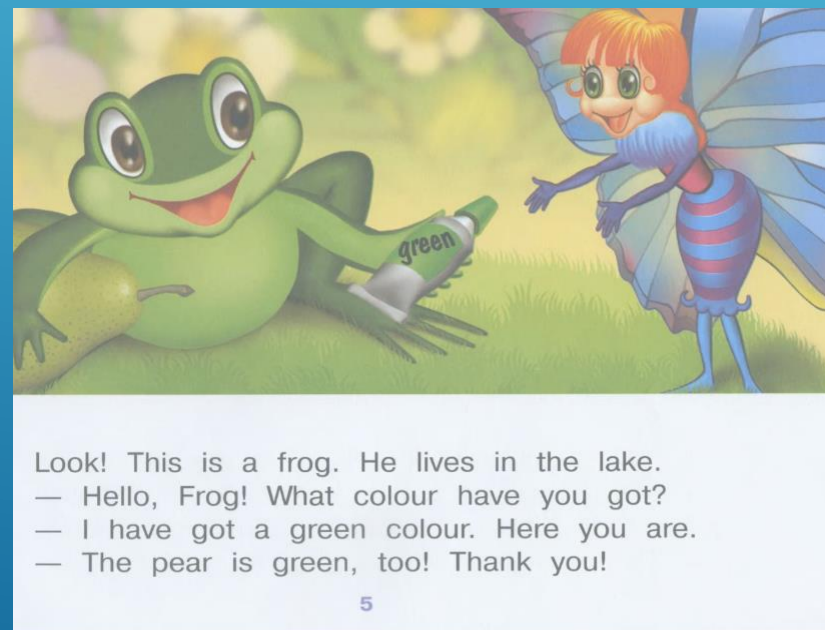 green
Look! This is a frog. He lives in the lake.
— Hello, Frog! What colour have you got?
— I have got a green colour. Here you are.
— The pear is green, too! Thank you!
5